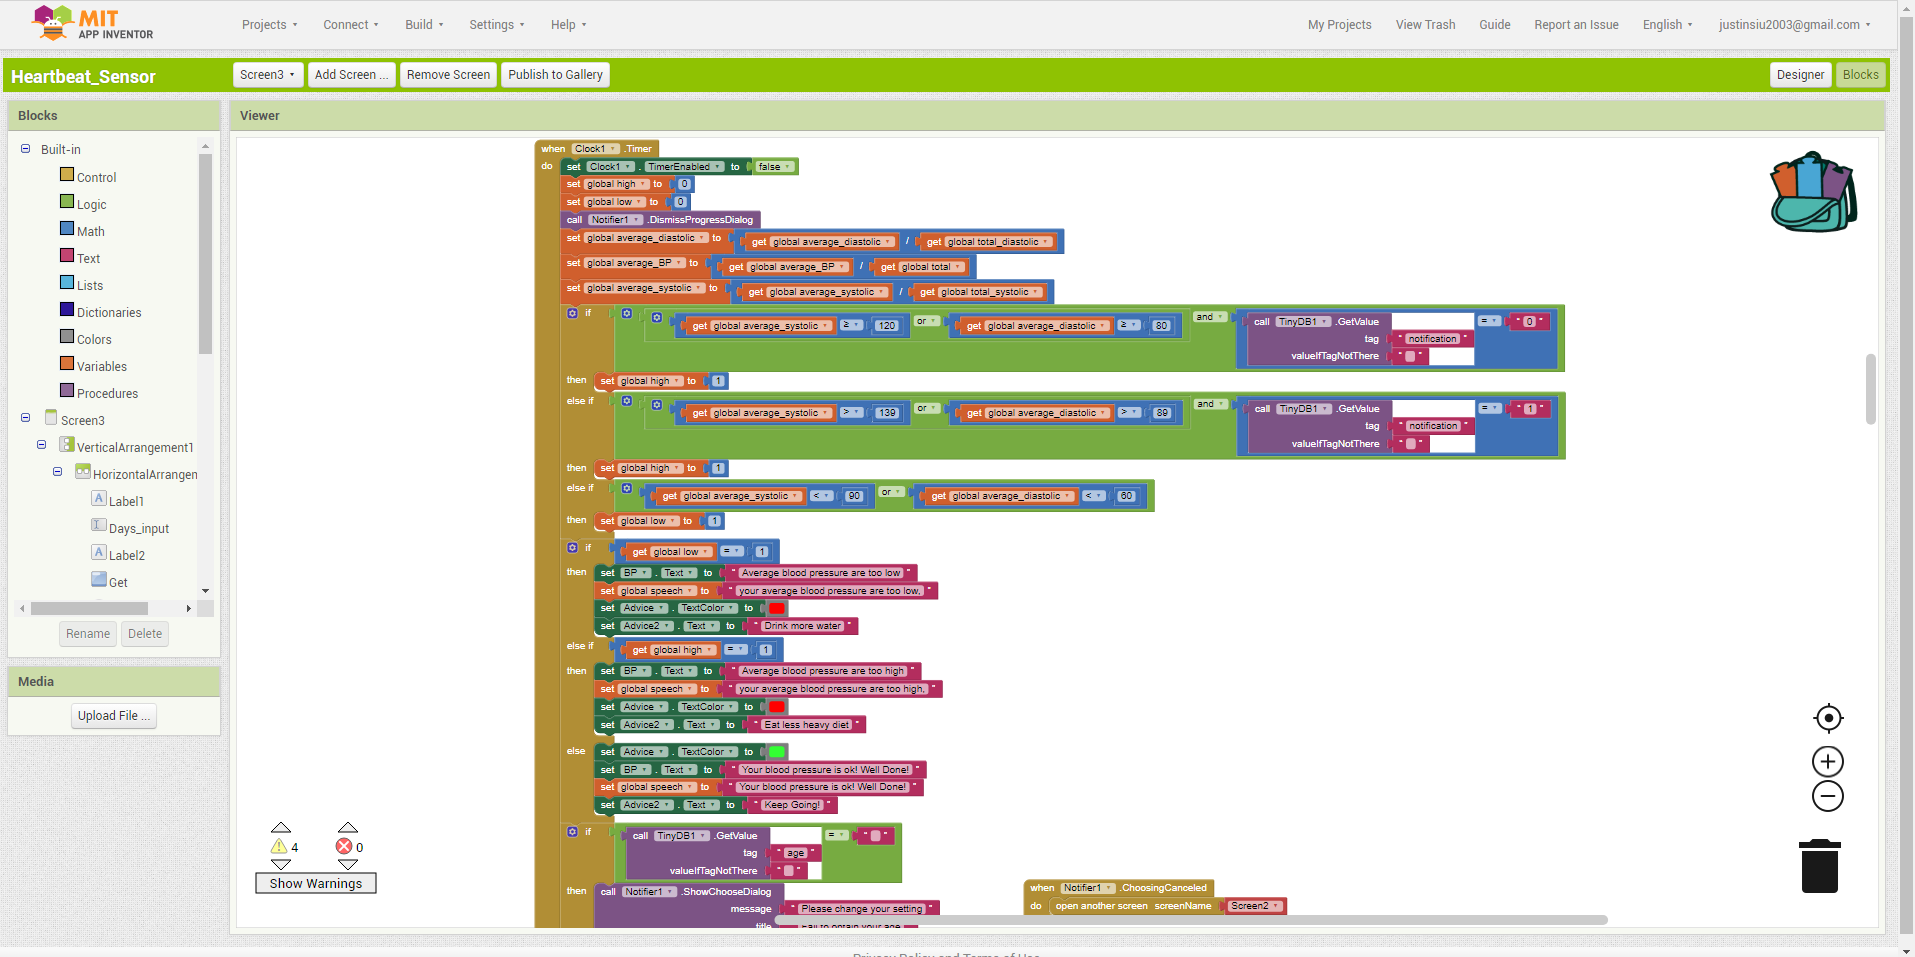 MIT
APP INVENTOR
Projects Connect Build Settings Help My Projects View Trash Guide Report an Issue English justinsiu2003@gmail.com
Heartbeat_Sensor Screen3 Add Screen ... Remove Screen Publish to Gallery Designer Blocks
Blocks
Built-in
Control
Logic
Math
Text
Lists
Dictionaries
Colors
Variables
Procedures
Screen3
VerticalArrangement1
HorizontalArrangen
A Label1
Days_input
A Label2
Get
Rename Delete
Media
Upload File ...
Viewer
when Clock1 .Timer
do set Clock1 . TimerEnabled to false
set global high to 0
set global low to 0
call Notifier1 .DismissProgressDialog
set global average_diastolic to get global average_diastolic / get global total_diastolic
set global average_BP to get global average_BP / get global total
set global average_systolic to get global average_systolic / get global total_systolic
if get global average_systolic ≥ 120 or get global average_diastolic ≥ 80 and call TinyDB1 .GetValue = " 0 "
tag " notification "
valueIfTagNotThere " "
then set global high to 1
else if get global average_systolic > 139 or get global average_diastolic > 89 and call TinyDB1 .GetValue = " 1 "
tag " notification "
valueIfTagNotThere " "
then set global high to 1
else if get global average_systolic < 90 or get global average_diastolic < 60
then set global low to 1
if get global low = 1
then set BP . Text to " Average blood pressure are too low "
set global speech to " your average blood pressure are too low, "
set Advice . TextColor to
set Advice2 . Text to " Drink more water "
else if get global high = 1
then set BP . Text to " Average blood pressure are too high "
set global speech to " your average blood pressure are too high, "
set Advice . TextColor to
set Advice2 . Text to " Eat less heavy diet "
else set Advice . TextColor to
set BP . Text to " Your blood pressure is ok! Well Done! "
set global speech to " Your blood pressure is ok! Well Done! "
set Advice2 . Text to " Keep Going! "
if call TinyDB1 .GetValue = " "
tag " age "
valueIfTagNotThere " "
then call Notifier1 .ShowChooseDialog
message " Please change your setting "
title " Fail to obtain your age "
when Notifier1 .ChoosingCanceled
do open another screen screenName Screen2
4 0
Show Warnings
Privacy Policy and Terms of Use